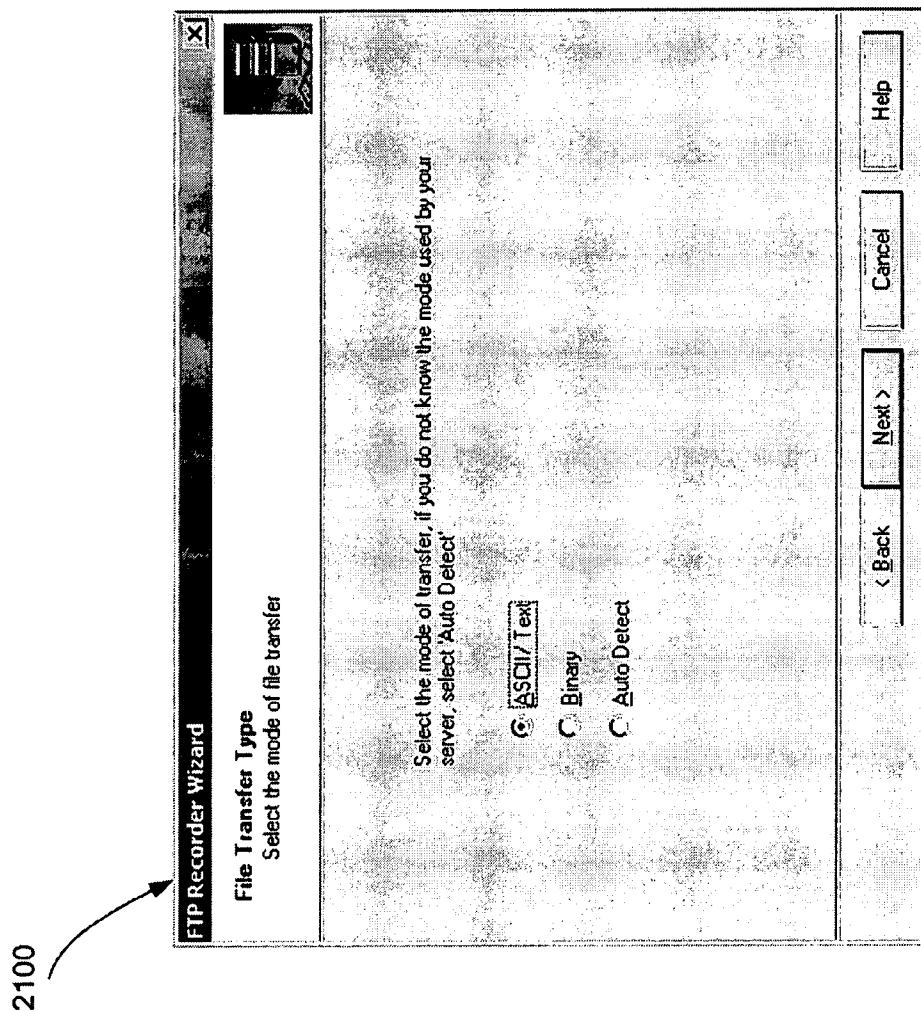 2100
FTP Recorder Wizard
File Transfer Type
Select the mode of file transfer
Select the mode of transfer, if you do not know the mode used by your
server, select 'Auto Detect'
ASCII / Text
Binary
Auto Detect
< Back
Next >
Cancel
Help